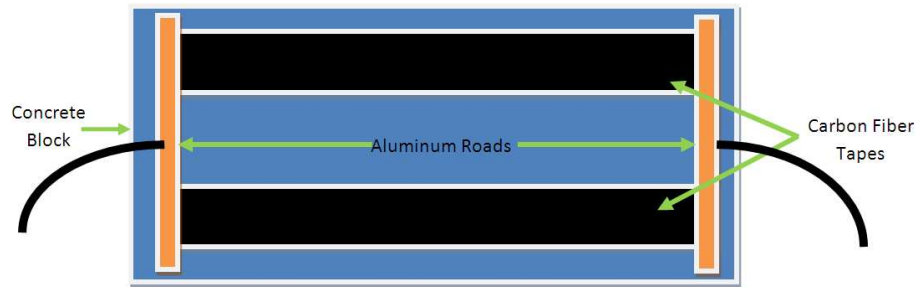 Concrete
Block
Aluminum Roads
Carbon Fiber
Tapes